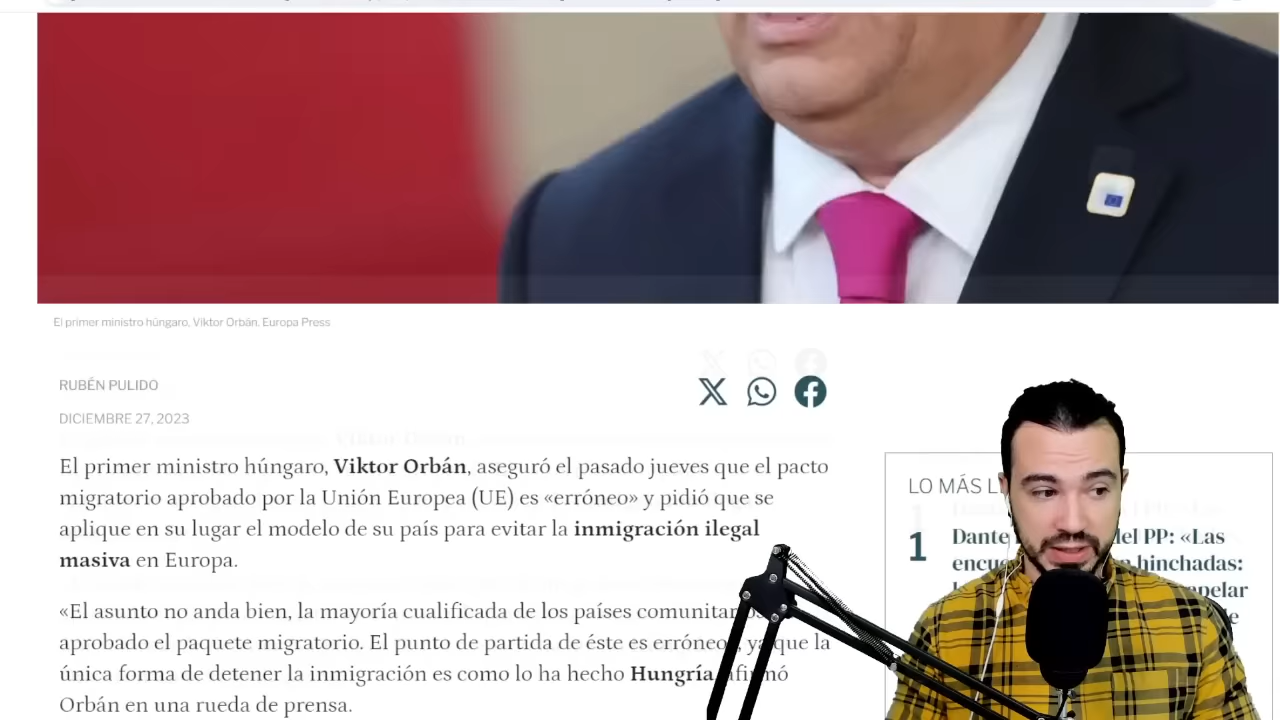 El primer ministro húngaro, Viktor Orbán. Europa Press
RUBÉN PULIDO
DICIEMBRE 27, 2023
El primer ministro húngaro, Viktor Orbán, aseguró el pasado jueves que el pacto
migratorio aprobado por la Unión Europea (UE) es «erróneo» y pidió que se
aplique en su lugar el modelo de su país para evitar la inmigración ilegal
masiva en Europa.
«El asunto no anda bien, la mayoría cualificada de los países
aprobado el paquete migratorio. El punto de partida de éste es ya que la
única forma de detener la inmigración es como lo ha hecho Hungría
Orbán en una rueda de prensa.
LO MÁS
1
Dante del PP: «Las
hinchadas: